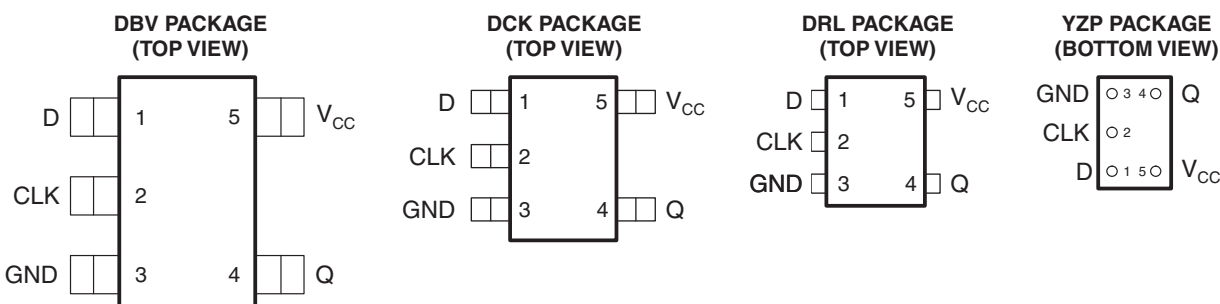 DBV PACKAGE
(TOP VIEW)
D 1 5 VCC
CLK 2
GND 3 4 Q
DCK PACKAGE
(TOP VIEW)
D 1 5 VCC
CLK 2
GND 3 4 Q
DRL PACKAGE
(TOP VIEW)
D 1 5 VCC
CLK 2
GND 3 4 Q
YZP PACKAGE
(BOTTOM VIEW)
GND 3 4 Q
CLK 2
D 1 5 VCC